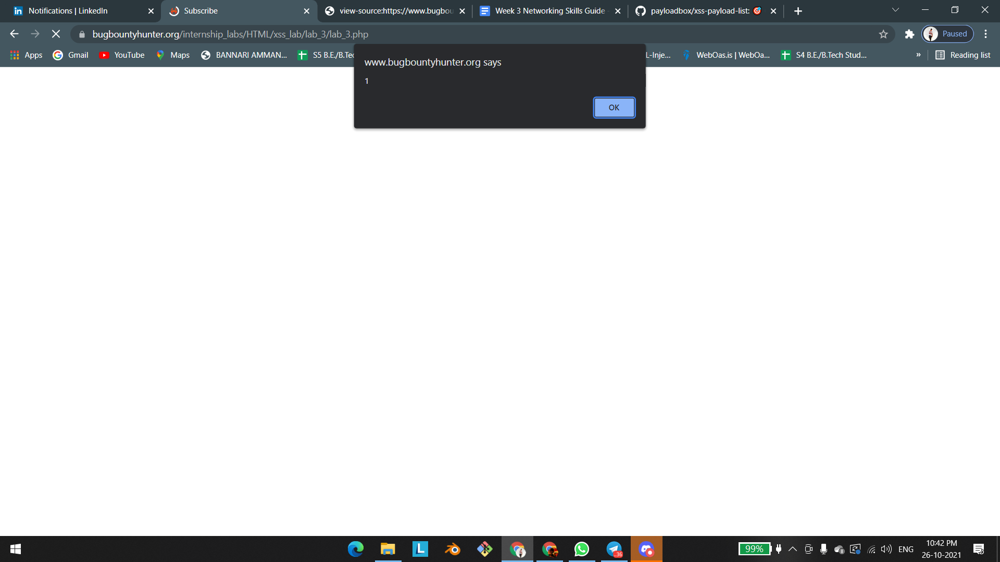 Notifications | LinkedIn
Subscribe
view-source:https://www.bugbou
Week 3 Networking Skills Guide -
payloadbox/xss-payload-list: 🎯
bugbountyhunter.org/internship_labs/HTML/xss_lab/lab_3/lab_3.php
Paused
Apps
Gmail
YouTube
Maps
BANNARI AMMAN...
S5 B.E./B.Tec
L-Inje...
WebOas.is | WebOa...
S4 B.E./B.Tech Stud...
»
Reading list
www.bugbountyhunter.org says
1
OK
L
36
99%
ENG
10:42 PM
26-10-2021